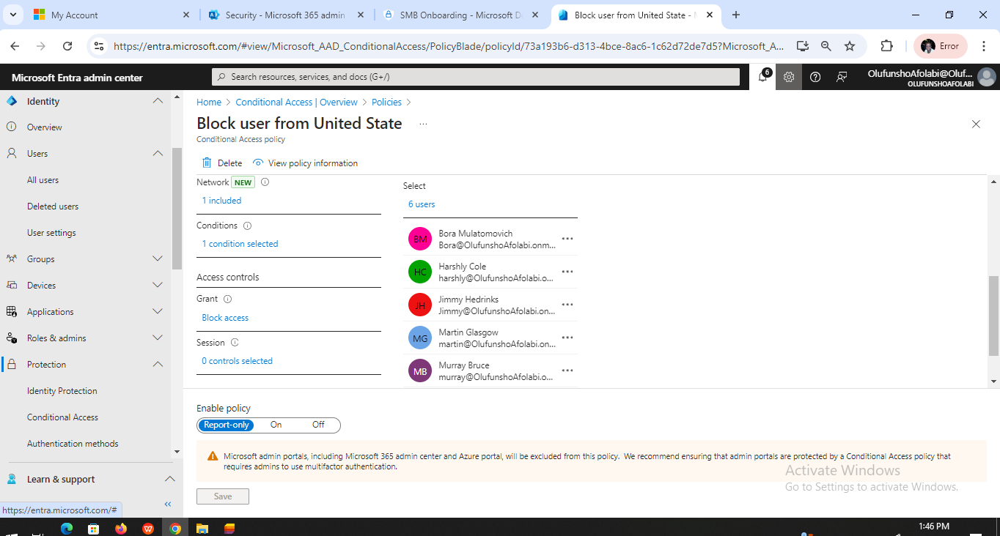 My Account
Security - Microsoft 365 admin
SMB Onboarding - Microsoft D
Block user from United State -
https://entra.microsoft.com/#view/Microsoft_AAD_ConditionalAccess/PolicyBlade/policyId/73a193b6-d313-4bce-8ac6-1c62d72de7d5?Microsoft_A...
Error
Microsoft Entra admin center
Search resources, services, and docs (G+/)
6
OlufunshoAfolabi@Oluf...
OLUFUNSHOAFOLABI
Identity
Overview
Users
All users
Deleted users
User settings
Groups
Devices
Applications
Roles & admins
Protection
Identity Protection
Conditional Access
Authentication methods
Learn & support
https://entra.microsoft.com/#
Home > Conditional Access | Overview > Policies >
Block user from United State ...
Conditional Access policy
Delete
View policy information
Network NEW
1 included
Conditions
1 condition selected
Access controls
Grant
Block access
Session
0 controls selected
Select
6 users
BM
Bora Mulatomovich
Bora@OlufunshoAfolabi.onm...
HC
Harshly Cole
harshly@OlufunshoAfolabi.o...
JH
Jimmy Hedrinks
Jimmy@OlufunshoAfolabi.on...
MG
Martin Glasgow
martin@OlufunshoAfolabi.on...
MB
Murray Bruce
murray@OlufunshoAfolabi.o...
Enable policy
Report-only On Off
Microsoft admin portals, including Microsoft 365 admin center and Azure portal, will be excluded from this policy. We recommend ensuring that admin portals are protected by a Conditional Access policy that
requires admins to use multifactor authentication.
Save
Activate Windows
Go to Settings to activate Windows.
1:46 PM